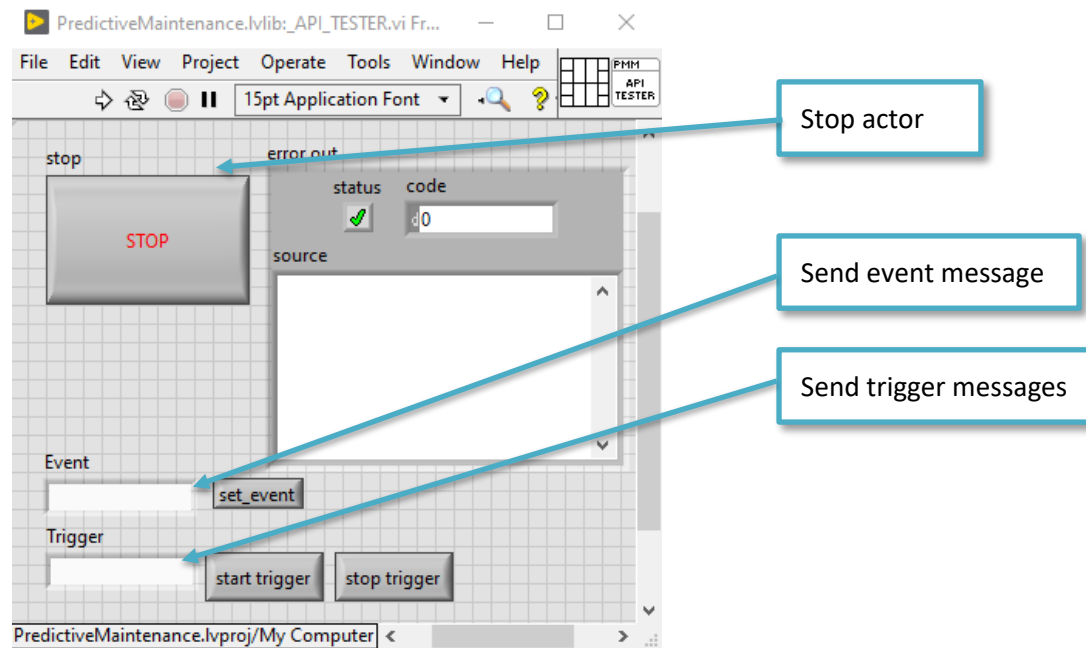 PredictiveMaintenance.lvlib:_API_TESTER.vi Fr...
File Edit View Project Operate Tools Window Help
PMM
API
TESTER
15pt Application Font
Stop actor
stop
error out
status code
STOP
d 0
source
Send event message
Send trigger messages
Event
set_event
Trigger
start trigger stop trigger
PredictiveMaintenance.lvproj/My Computer